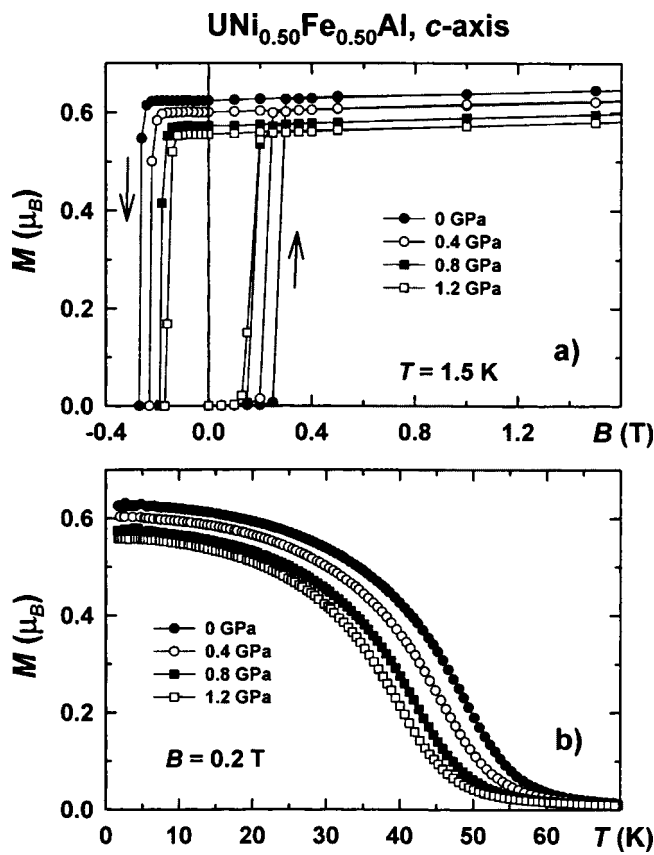 UNi0.50Fe0.50Al, c-axis
0.6
0.4
0.2
0.0
M (μB)
0 GPa
0.4 GPa
0.8 GPa
1.2 GPa
a)
T = 1.5 K
-0.4 0.0 0.4 0.8 1.2 B (T)
0.6
0.4
0.2
0.0
M (μB)
0 GPa
0.4 GPa
0.8 GPa
1.2 GPa
B = 0.2 T
b)
0 10 20 30 40 50 60 T (K)